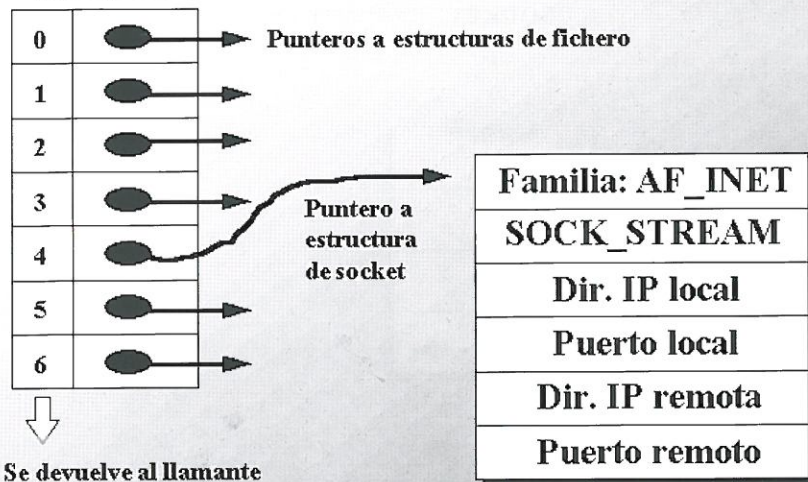 0
Punteros a estructuras de fichero
1
2
3
4
5
6
Puntero a
estructura
de socket
Se devuelve al llamante
Familia: AF_INET
SOCK_STREAM
Dir. IP local
Puerto local
Dir. IP remota
Puerto remoto